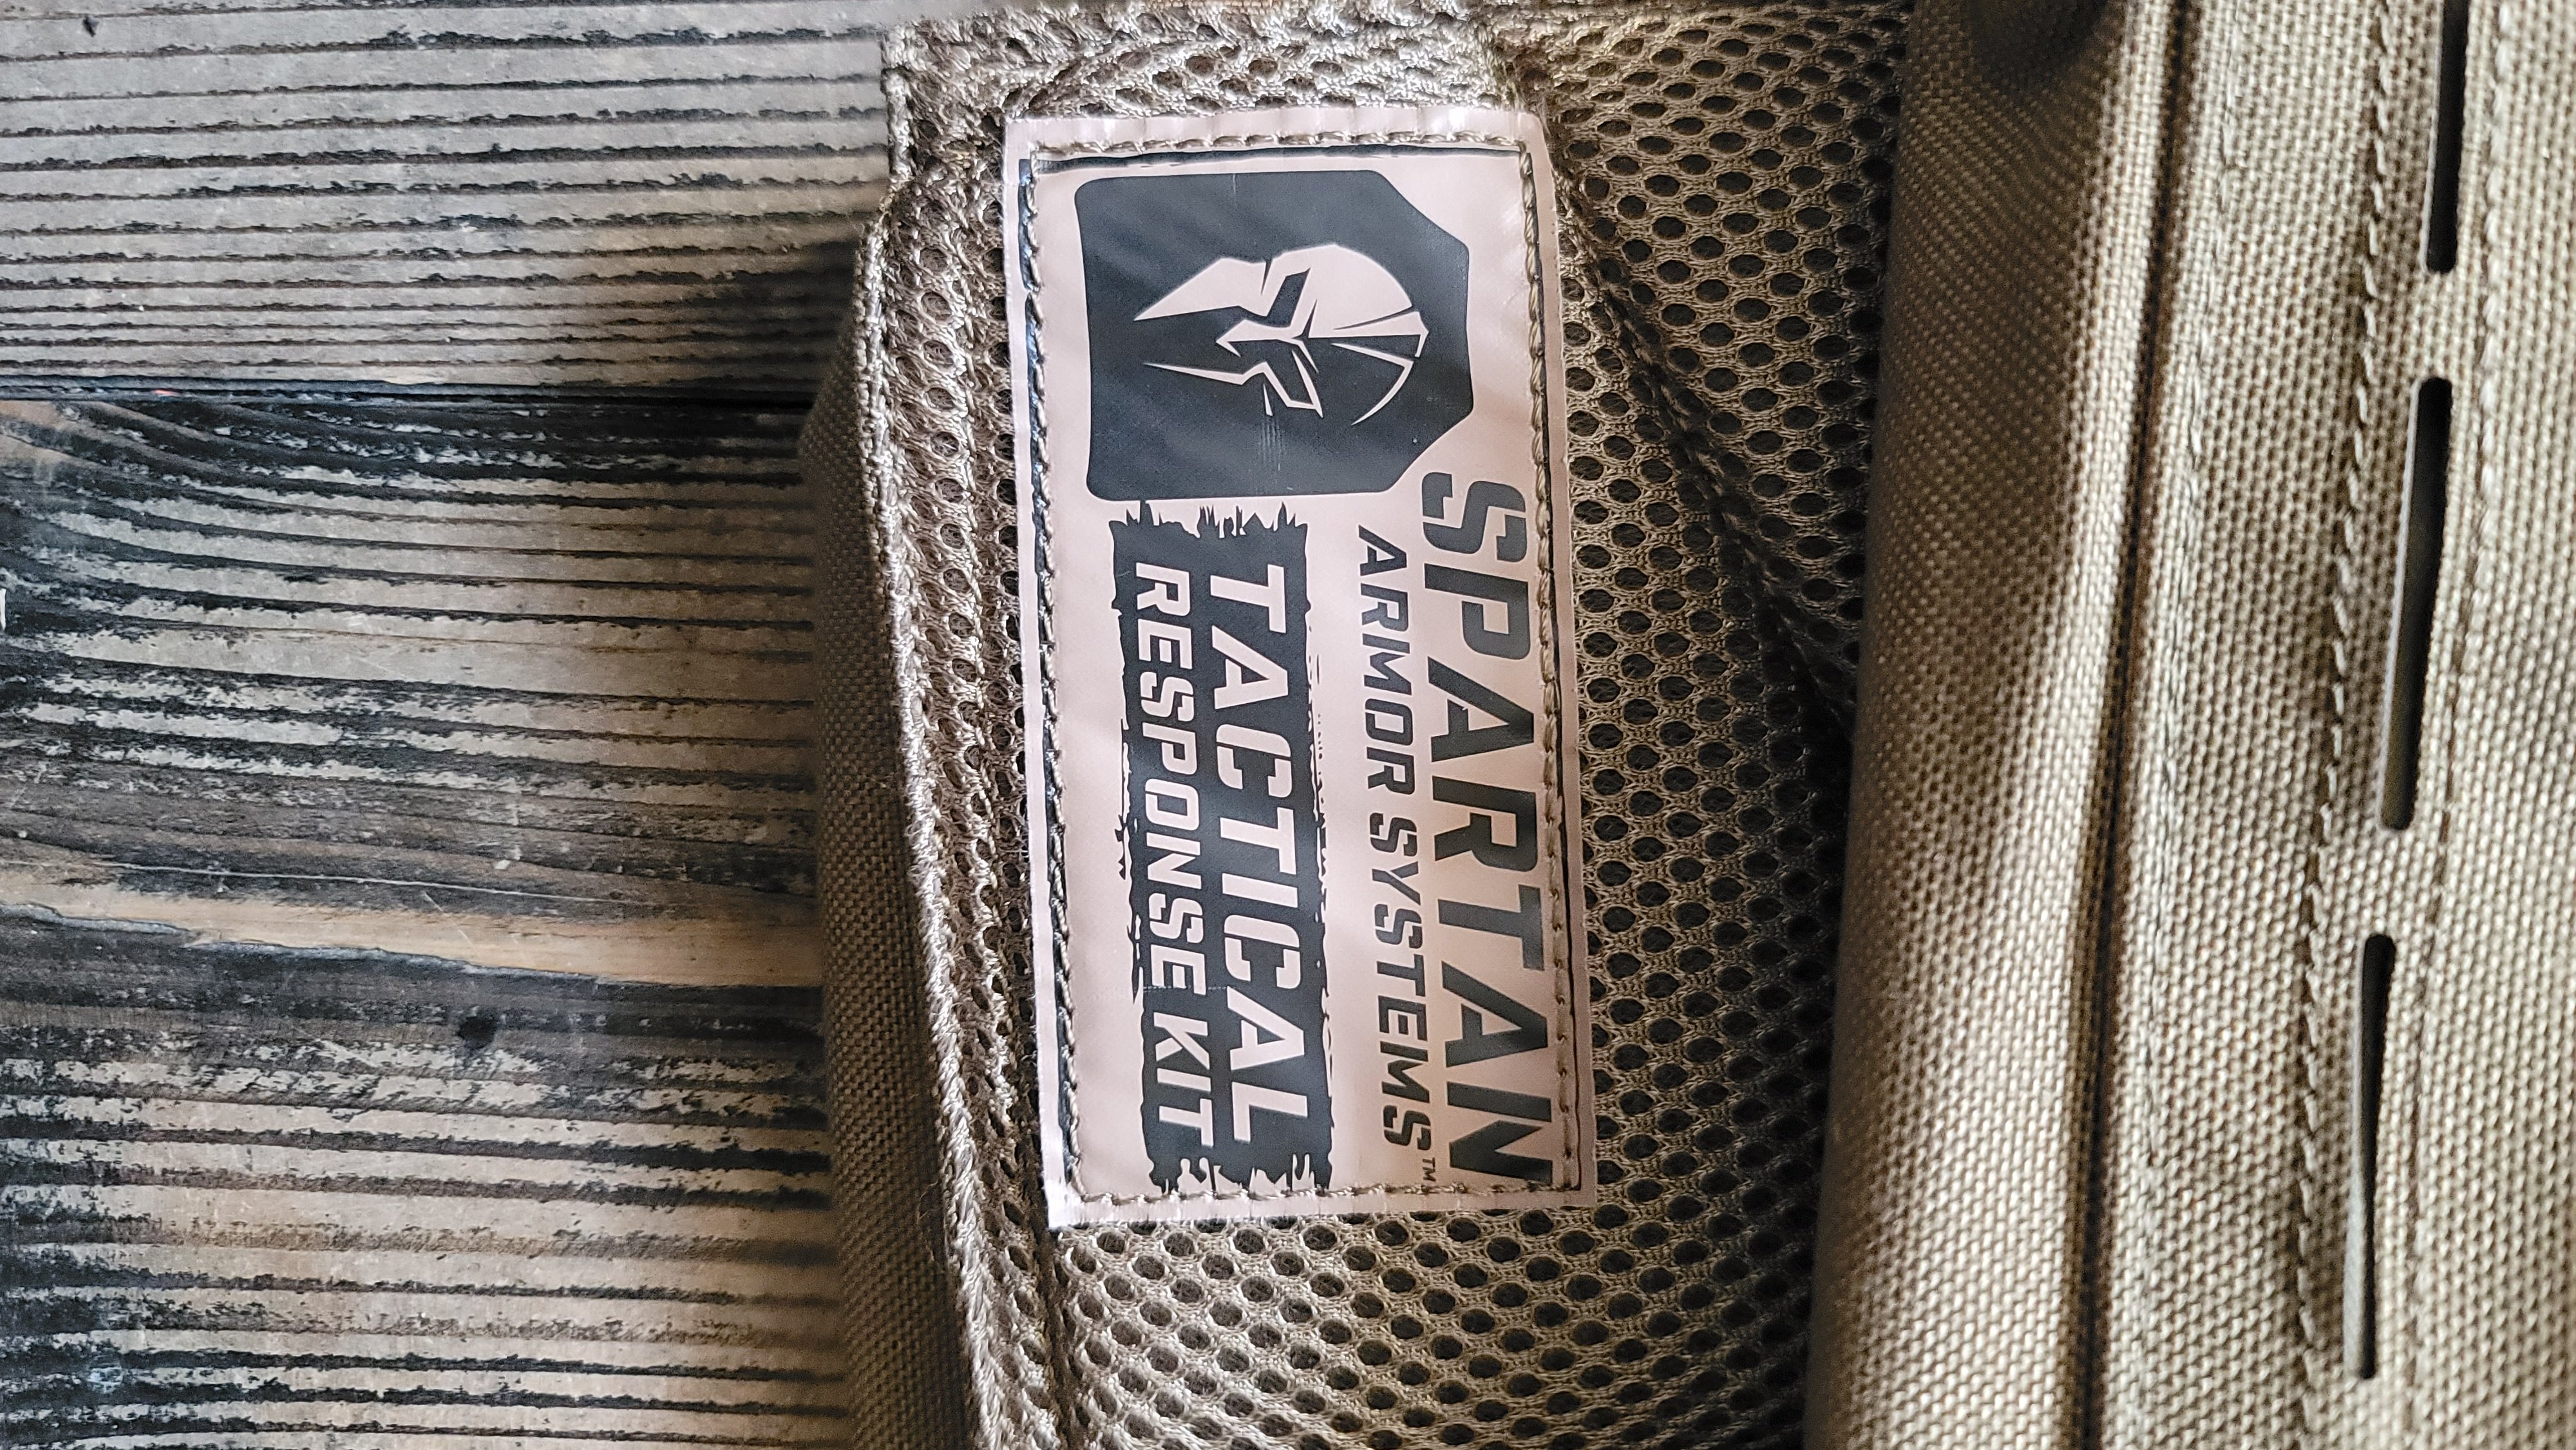 SPARTAN
ARMOR SYSTEMS™
TACTICAL
RESPONSE KIT